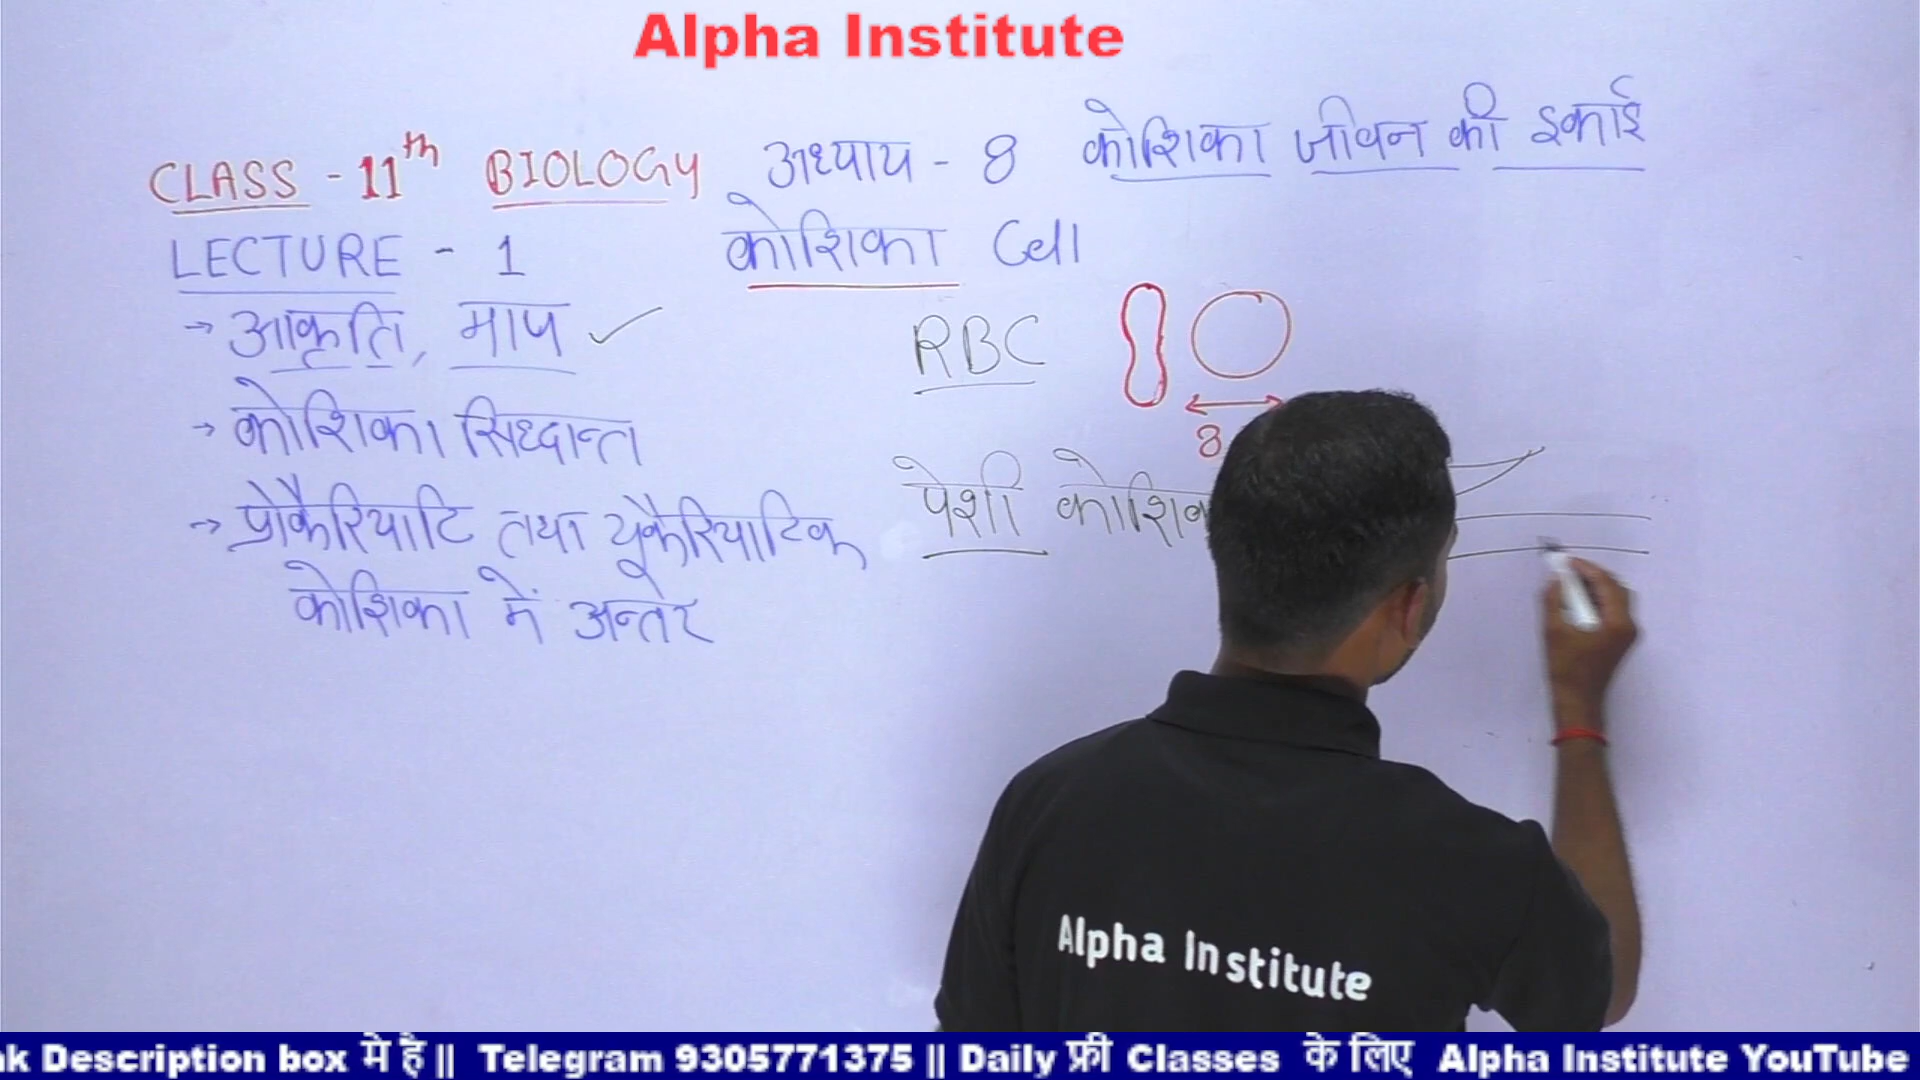 Alpha Institute
CLASS - 11th BIOLOGY अध्याय - 8 कोशिका जीवन की इकाई
LECTURE - 1 कोशिका Cell
→ आकृति, माप ✓
RBC
8
→ कोशिका सिध्दान्त
पेशी
→ प्रोकैरियाटि तथा यूकैरियाटिक
कोशिका में अन्तर
Alpha Institute
Description box मे है || Telegram 9305771375 || Daily फ्री Classes के लिए Alpha Institute YouTube